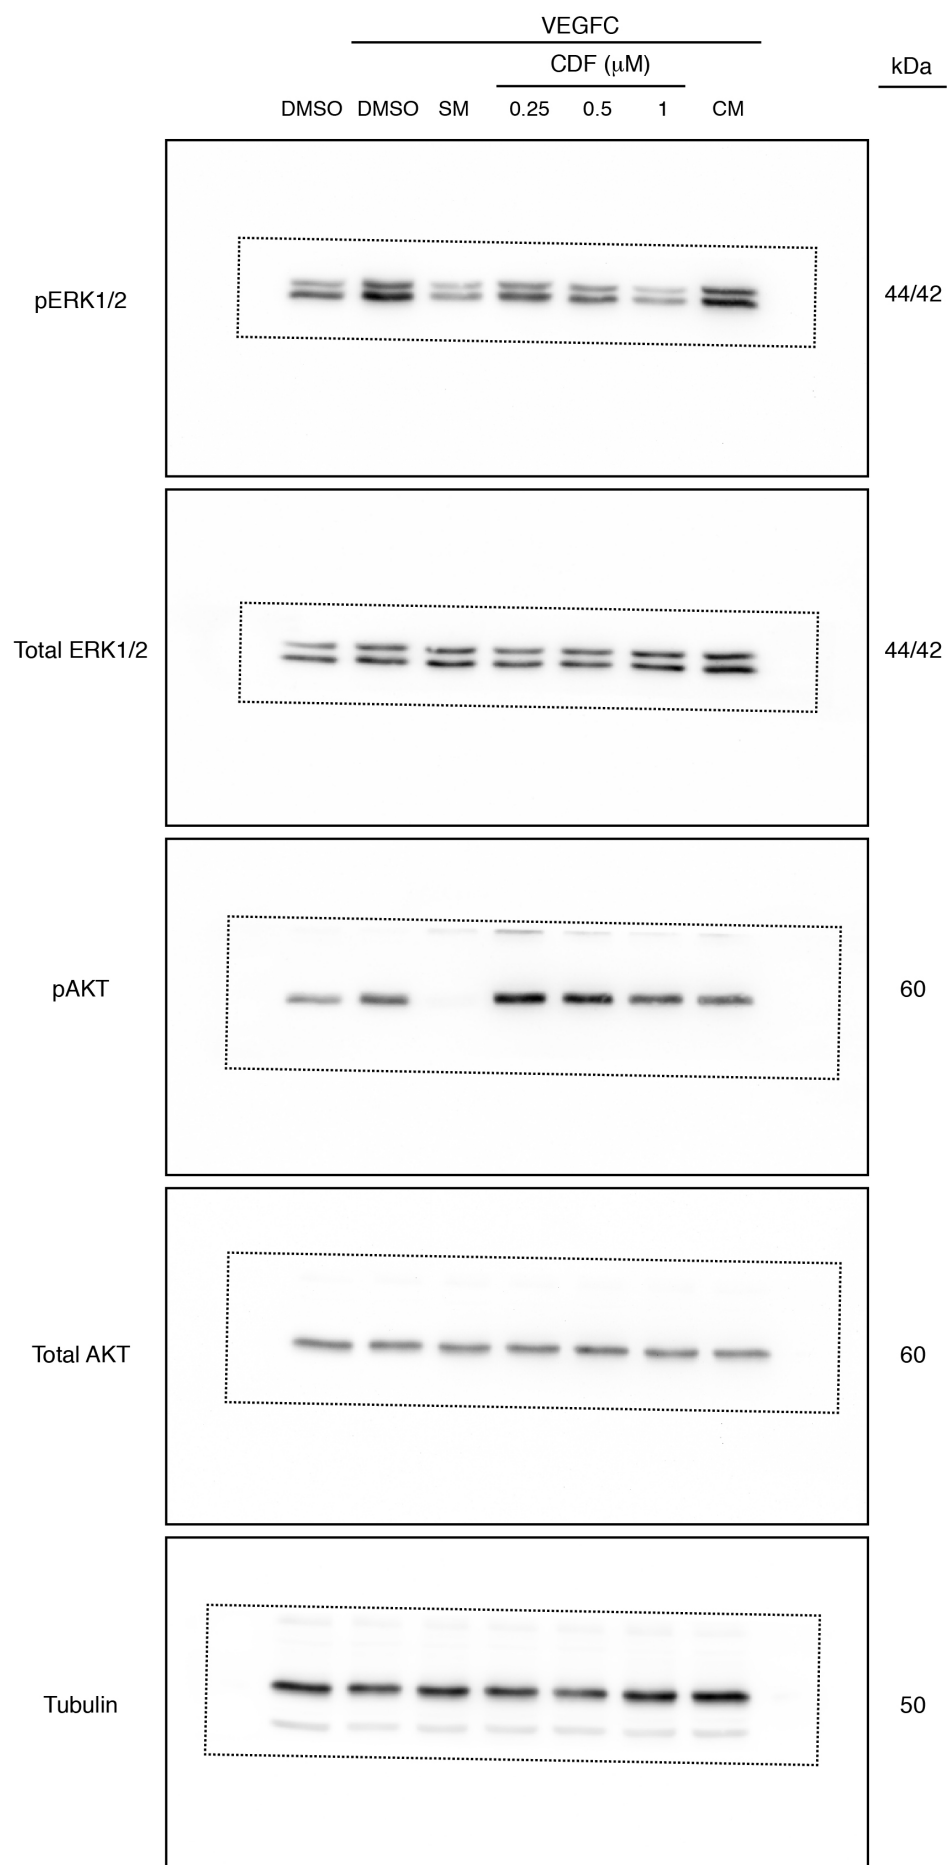 VEGFC
CDF (µM)
kDa
DMSO DMSO SM 0.25 0.5 1 CM
pERK1/2 44/42
Total ERK1/2 44/42
pAKT 60
Total AKT 60
Tubulin 50